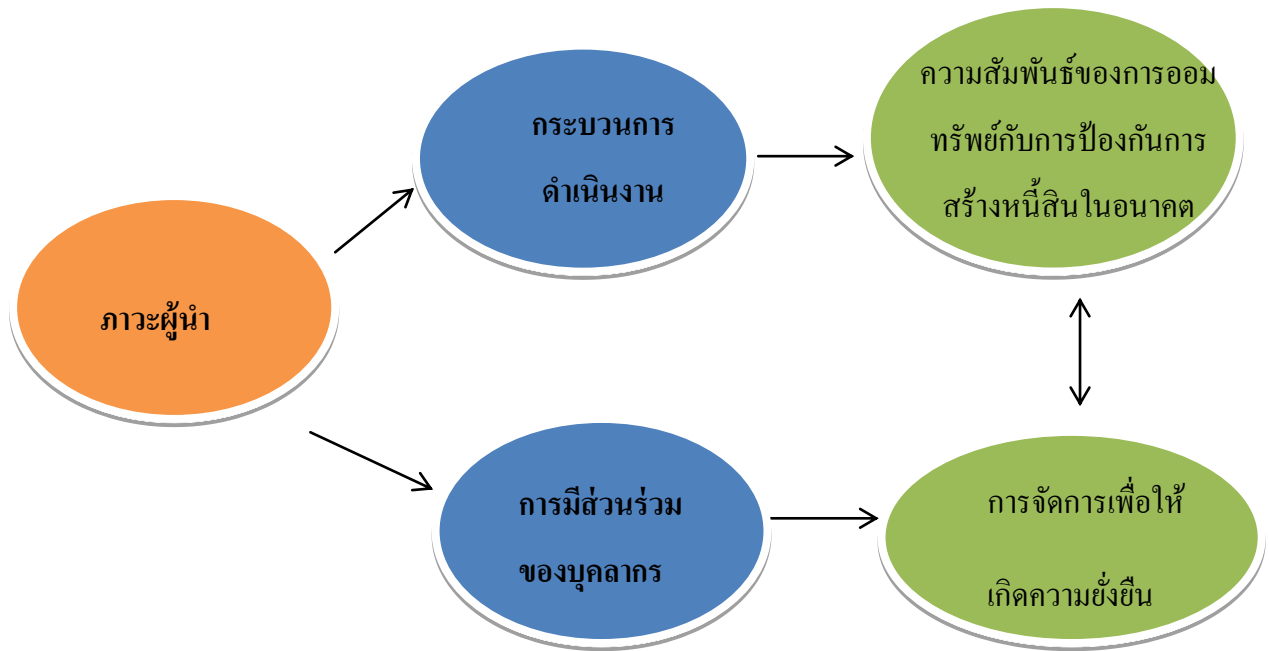 ภาวะผู้นำ
กระบวนการ
ดำเนินงาน
ความสัมพันธ์ของการออม
ทรัพย์กับการป้องกันการ
สร้างหนี้สินในอนาคต
การมีส่วนร่วม
ของบุคลากร
การจัดการเพื่อให้
เกิดความยั่งยืน